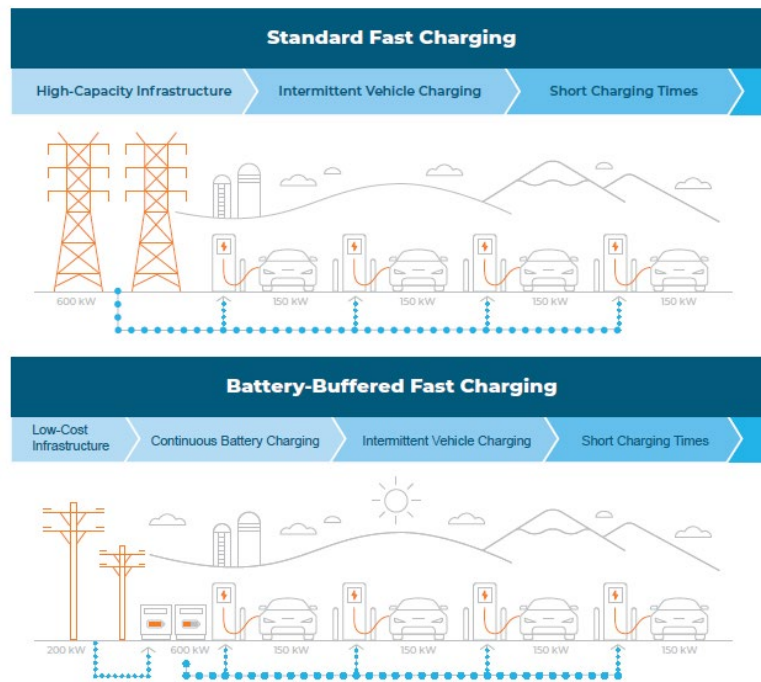 Standard Fast Charging
High-Capacity Infrastructure Intermittent Vehicle Charging Short Charging Times
600 kW 150 kW 150 kW 150 kW 150 kW
Battery-Buffered Fast Charging
Low-Cost
Infrastructure Continuous Battery Charging Intermittent Vehicle Charging Short Charging Times
200 kW 600 kW 150 kW 150 kW 150 kW 150 kW